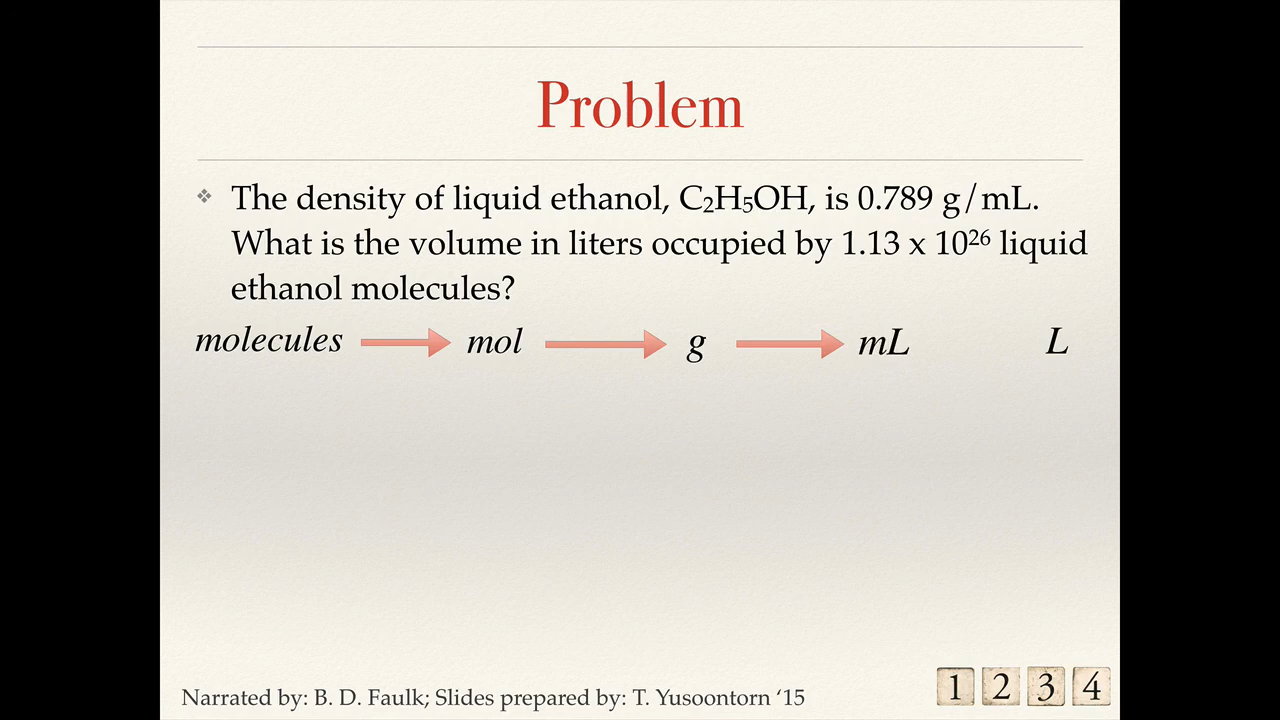 Problem
❖ The density of liquid ethanol, C₂H₅OH, is 0.789 g/mL.
What is the volume in liters occupied by 1.13 x 10²⁶ liquid
ethanol molecules?
molecules mol g mL L
Narrated by: B. D. Faulk; Slides prepared by: T. Yusoontorn ‘15
1 2 3 4